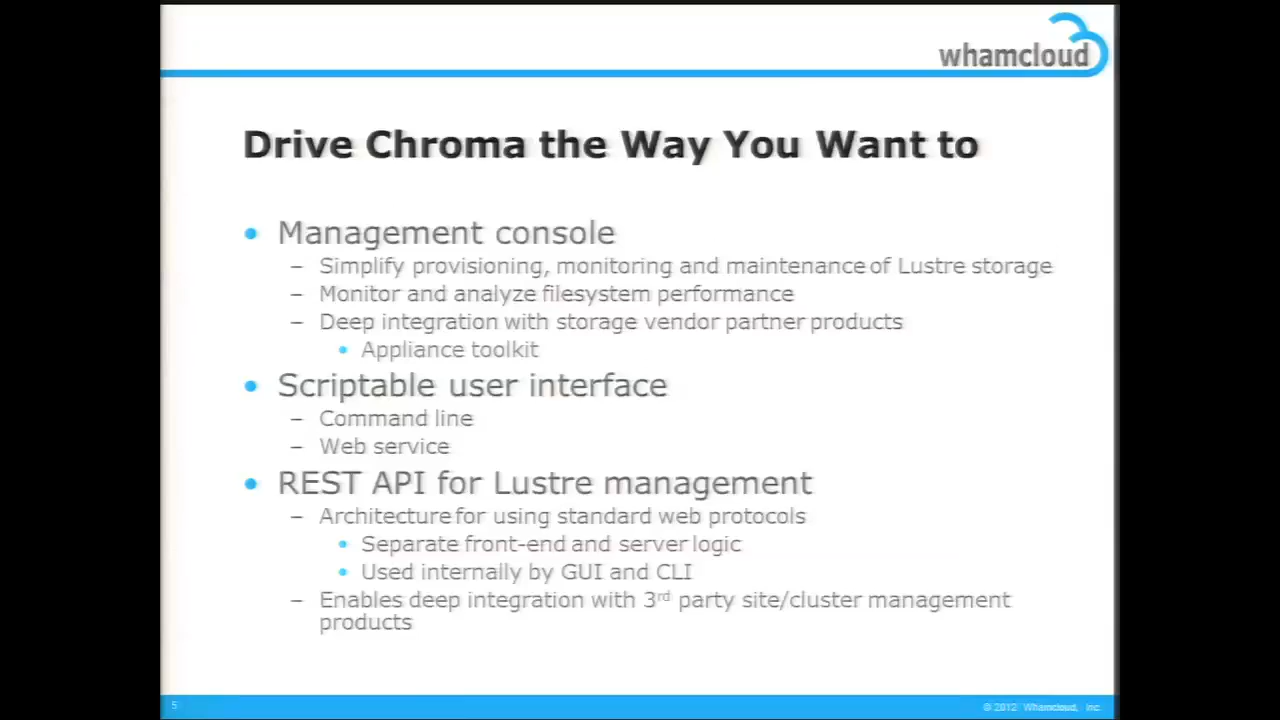 whamcloud
Drive Chroma the Way You Want to
• Management console
– Simplify provisioning, monitoring and maintenance of Lustre storage
– Monitor and analyze filesystem performance
– Deep integration with storage vendor partner products
• Appliance toolkit
• Scriptable user interface
– Command line
– Web service
• REST API for Lustre management
– Architecture for using standard web protocols
• Separate front-end and server logic
• Used internally by GUI and CLI
– Enables deep integration with 3rd party site/cluster management
products
5
© 2012 Whamcloud, Inc.